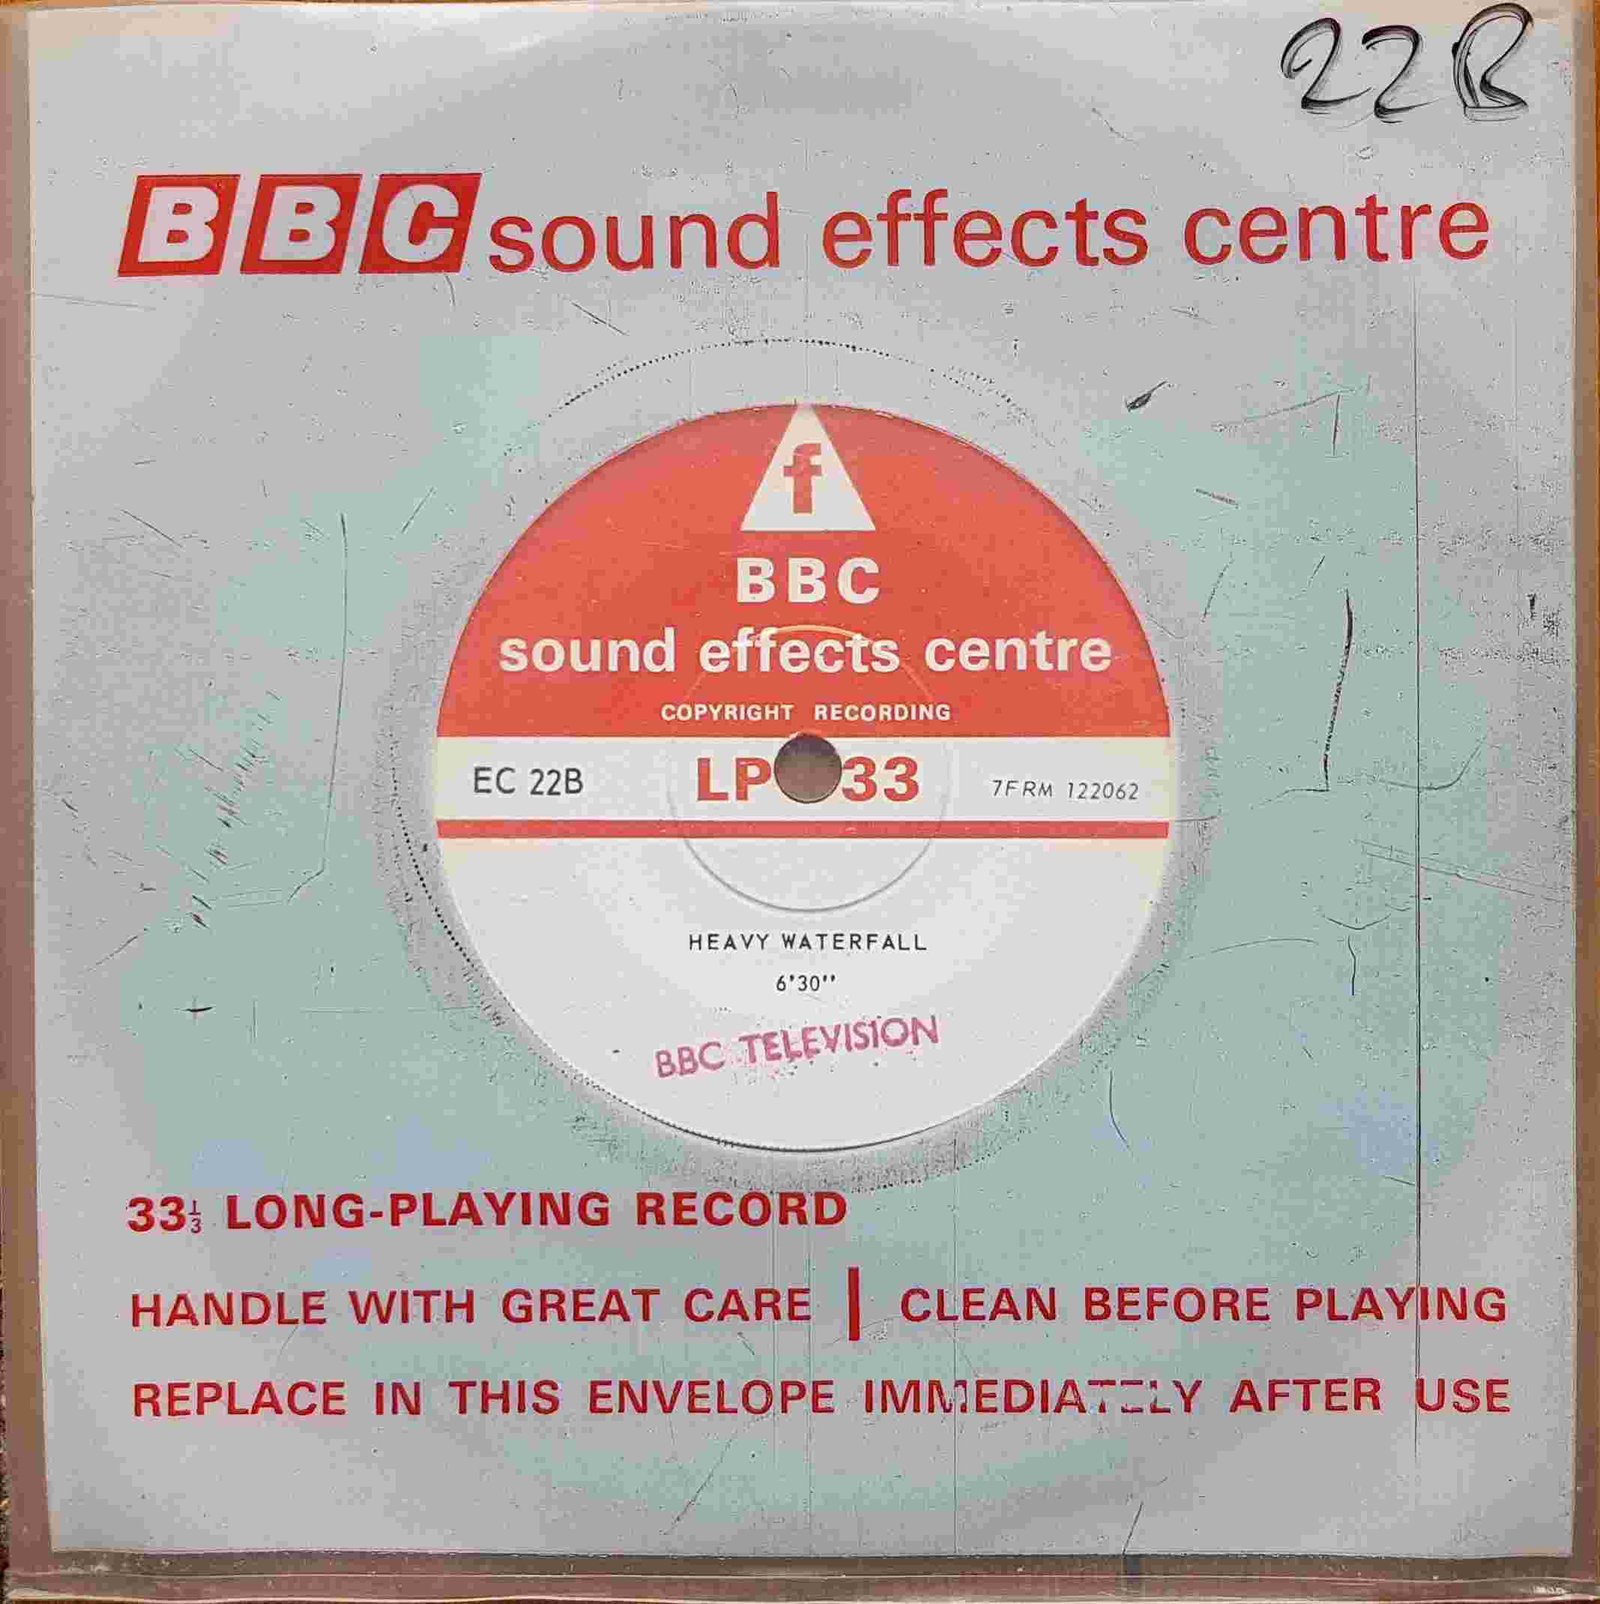 22B
BBC sound effects centre
f
BBC
sound effects centre
COPYRIGHT RECORDING
EC 22B LP 33 7FRM 122062
HEAVY WATERFALL
6'30''
BBC TELEVISION
33⅓ LONG-PLAYING RECORD
HANDLE WITH GREAT CARE | CLEAN BEFORE PLAYING
REPLACE IN THIS ENVELOPE IMMEDIATELY AFTER USE